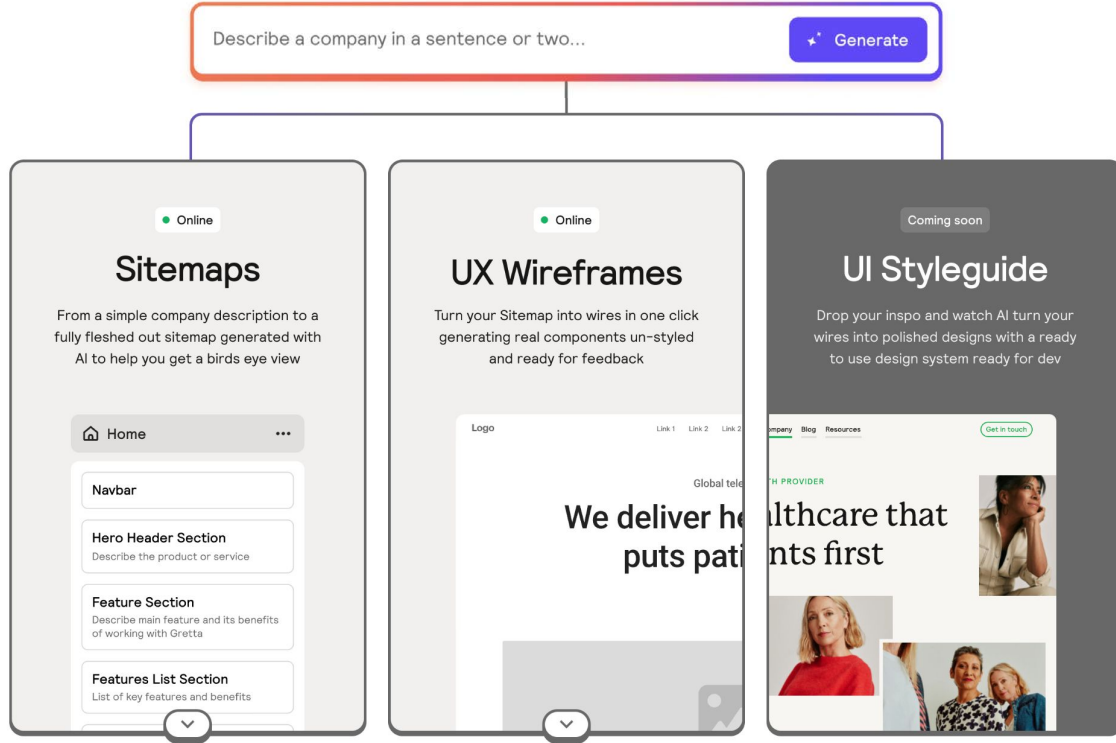 Describe a company in a sentence or two...
Generate
Online
Sitemaps
From a simple company description to a
fully fleshed out sitemap generated with
AI to help you get a birds eye view
Home
Navbar
Hero Header Section
Describe the product or service
Feature Section
Describe main feature and its benefits
of working with Gretta
Features List Section
List of key features and benefits
Online
UX Wireframes
Turn your Sitemap into wires in one click
generating real components un-styled
and ready for feedback
Logo
Link 1 Link 2 Link 2
Global tele
We deliver he
puts pati
Coming soon
UI Styleguide
Drop your inspo and watch AI turn your
wires into polished designs with a ready
to use design system ready for dev
ompany Blog Resources
Get in touch
TH PROVIDER
althcare that
nts first